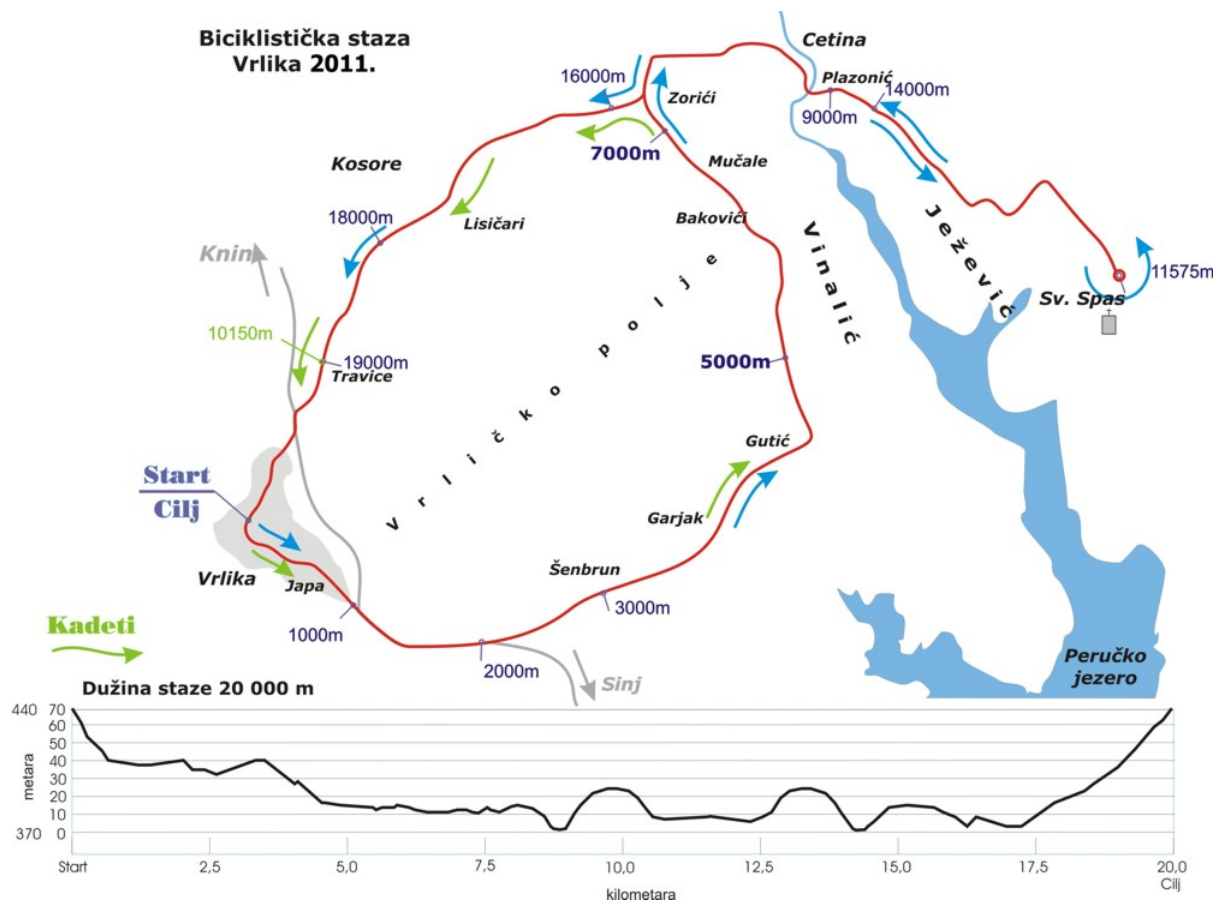 Biciklistička staza
Vrlika 2011.
Cetina
Plazonić
14000m
9000m
16000m
Zorići
7000m
Mučale
Kosore
Bakovići
Lisičari
18000m
Knin
Vinalić
Ježević
11575m
Sv. Spas
10150m
19000m
Travice
5000m
Vrličko polje
Gutić
Start
Cilj
Garjak
Šenbrun
Vrlika
Japa
3000m
1000m
2000m
Kadeti
Sinj
Peručko
jezero
Dužina staze 20 000 m
440 70
60
50
40
30
20
10
370 0
metara
Start 2,5 5,0 7,5 10,0 12,5 15,0 17,5 20,0
Cilj
kilometara